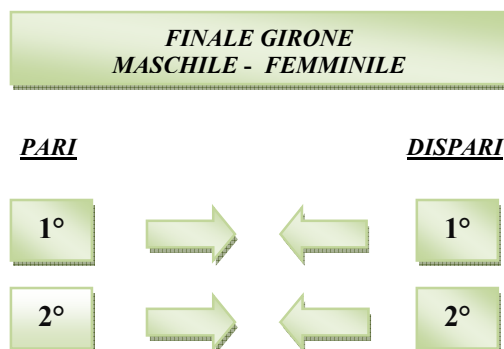 FINALE GIRONE
MASCHILE - FEMMINILE
PARI DISPARI
1° 1°
2° 2°